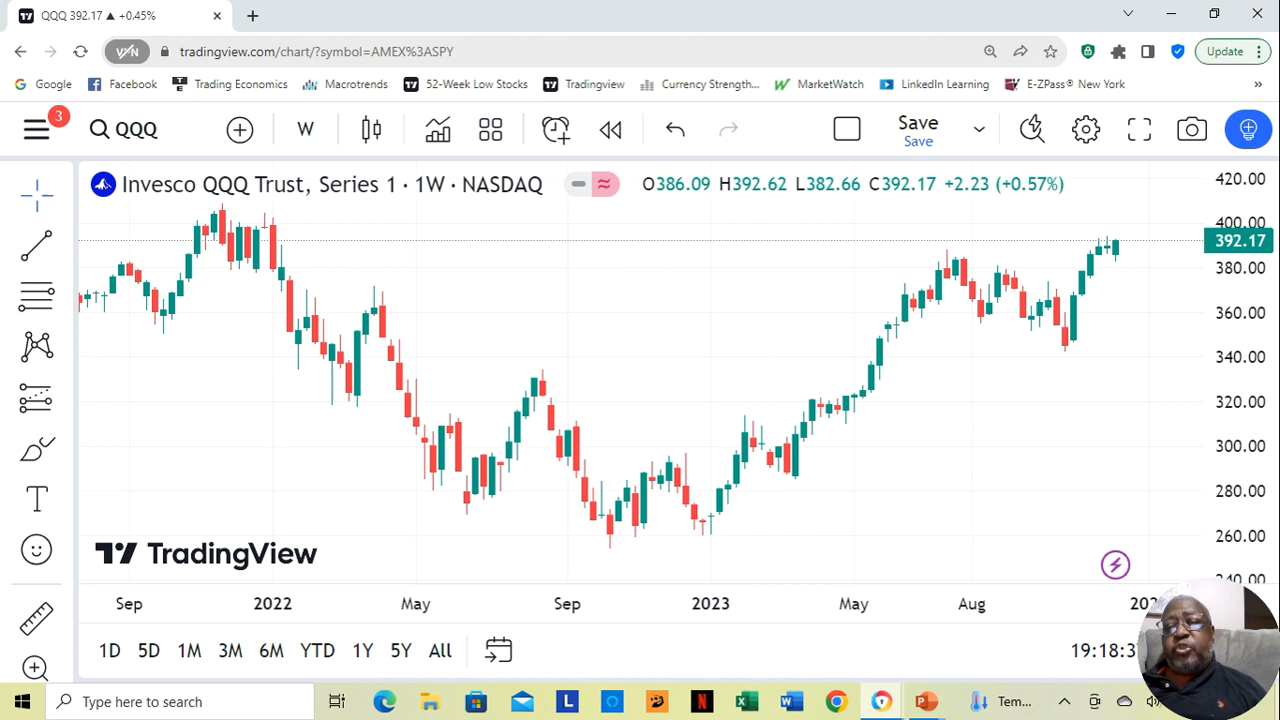 QQQ 392.17 ▲ +0.45%
VPN tradingview.com/chart/?symbol=AMEX%3ASPY Update
Google Facebook Trading Economics Macrotrends 52-Week Low Stocks Tradingview Currency Strength... MarketWatch LinkedIn Learning E-ZPass® New York »
3 QQQ W Save
Save
Invesco QQQ Trust, Series 1 · 1W · NASDAQ O386.09 H392.62 L382.66 C392.17 +2.23 (+0.57%)
420.00
400.00
392.17
380.00
360.00
340.00
320.00
300.00
280.00
260.00
240.00
TradingView
Sep 2022 May Sep 2023 May Aug
1D 5D 1M 3M 6M YTD 1Y 5Y All 19:18:3
Type here to search Tem...